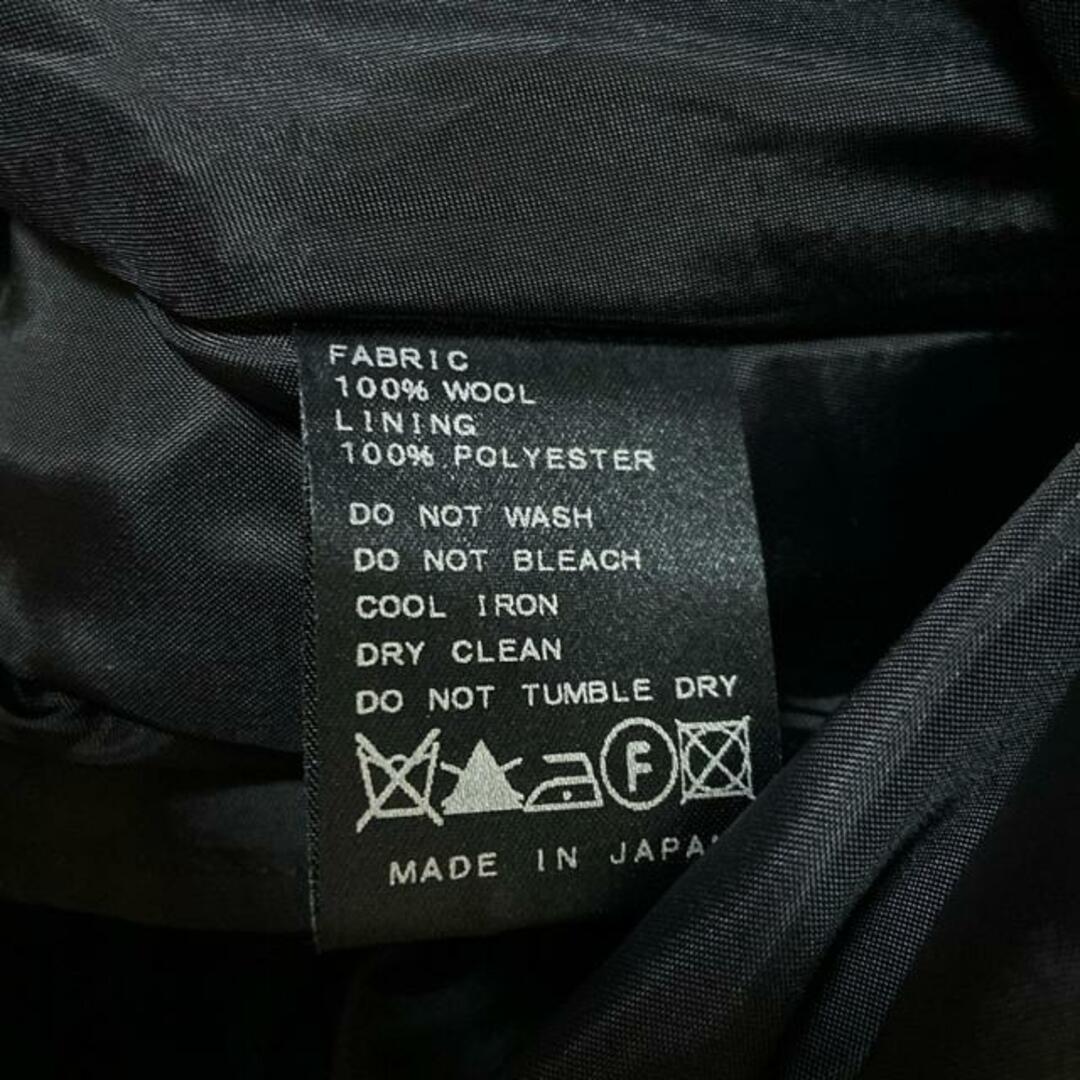 FABRIC
100% WOOL
LINING
100% POLYESTER
DO NOT WASH
DO NOT BLEACH
COOL IRON
DRY CLEAN
DO NOT TUMBLE DRY
F
MADE IN JAPA